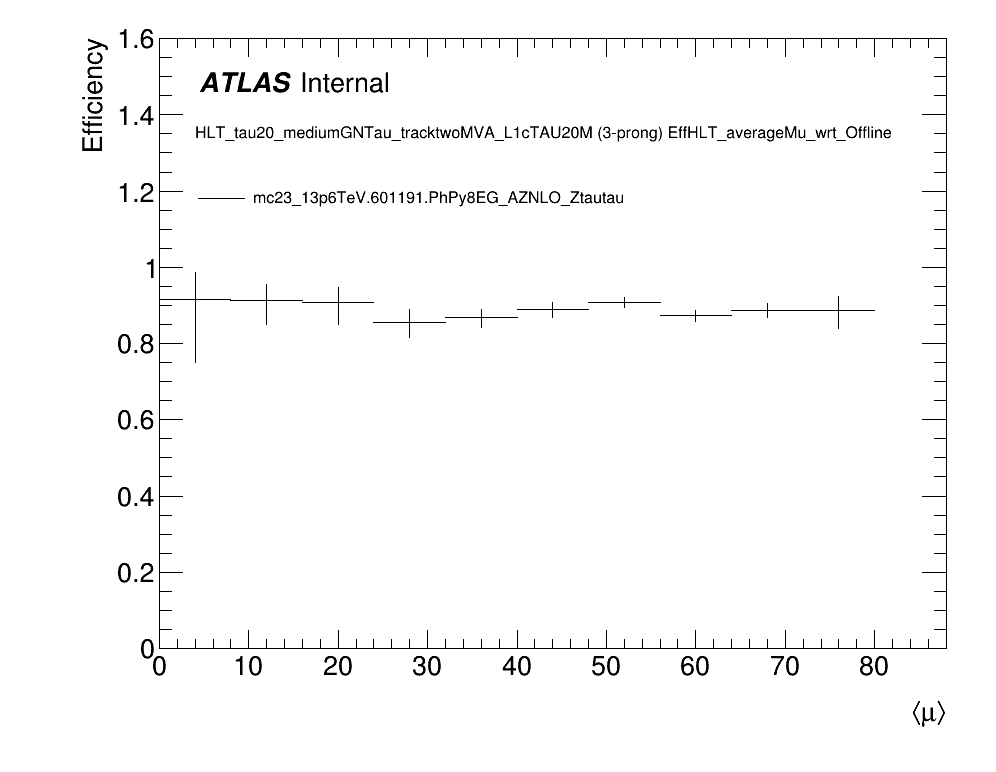 Efficiency
1.6
1.4
1.2
1
0.8
0.6
0.4
0.2
0
ATLAS Internal
HLT_tau20_mediumGNTau_tracktwoMVA_L1cTAU20M (3-prong) EffHLT_averageMu_wrt_Offline
mc23_13p6TeV.601191.PhPy8EG_AZNLO_Ztautau
0 10 20 30 40 50 60 70 80
⟨μ⟩